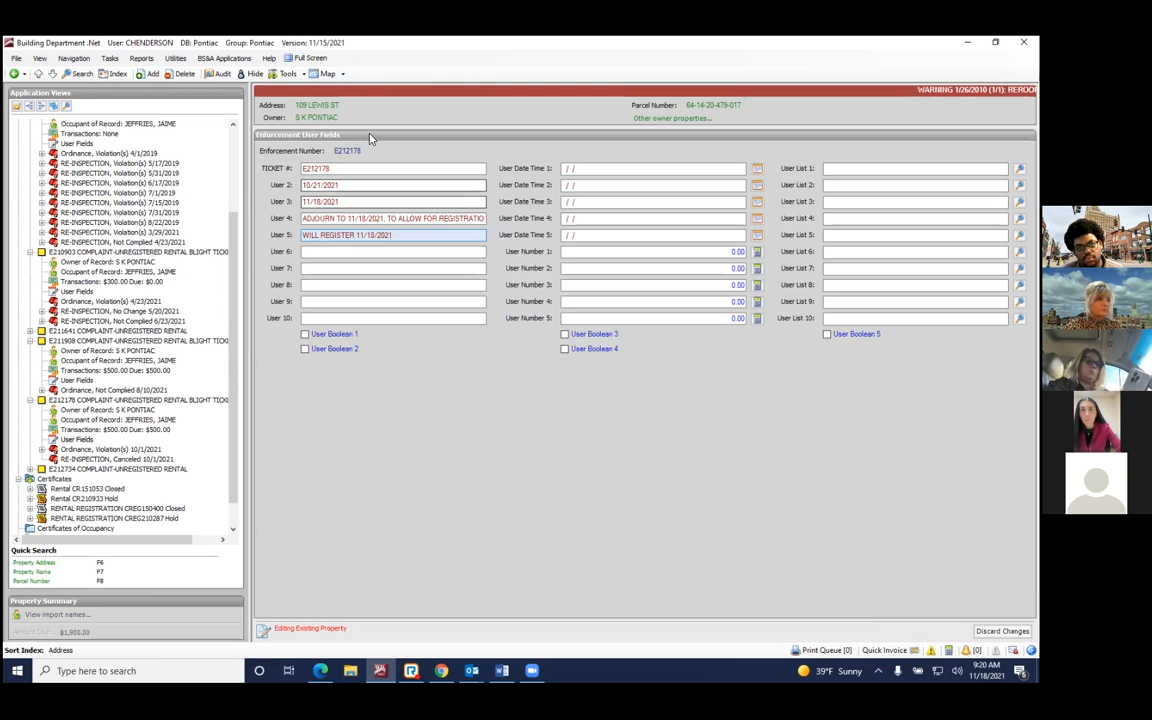 Building Department .Net User: CHENDERSON DB: Pontiac Group: Pontiac Version: 11/15/2021
File View Navigation Tasks Reports Utilities BS&A Applications Help Full Screen
Search Index Add Delete Audit Hide Tools Map
Application Views
Occupant of Record: JEFFRIES, JAIME
Transactions: None
User Fields
Ordinance, Violation(s) 4/1/2019
RE-INSPECTION, Violation(s) 5/17/2019
RE-INSPECTION, Violation(s) 5/31/2019
RE-INSPECTION, Violation(s) 6/17/2019
RE-INSPECTION, Violation(s) 7/1/2019
RE-INSPECTION, Violation(s) 7/15/2019
RE-INSPECTION, Violation(s) 7/31/2019
RE-INSPECTION, Violation(s) 8/22/2019
RE-INSPECTION, Violation(s) 3/29/2021
RE-INSPECTION, Not Complied 4/23/2021
E210903 COMPLAINT-UNREGISTERED RENTAL
Owner of Record: S K PONTIAC
Occupant of Record: JEFFRIES, JAIME
Transactions: $300.00 Due: $0.00
User Fields
Ordinance, Violation(s) 4/23/2021
RE-INSPECTION, No Change 5/20/2021
RE-INSPECTION, Not Complied 6/23/2021
E211641 COMPLAINT-UNREGISTERED RENTAL
E211908 COMPLAINT-UNREGISTERED RENTAL BLIGHT TICKE
Owner of Record: S K PONTIAC
Occupant of Record: JEFFRIES, JAIME
Transactions: $500.00 Due: $500.00
User Fields
Ordinance, Not Complied 8/10/2021
E212178 COMPLAINT-UNREGISTERED RENTAL BLIGHT TICKE
Owner of Record: S K PONTIAC
Occupant of Record: JEFFRIES, JAIME
Transactions: $500.00 Due: $500.00
User Fields
Ordinance, Violation(s) 10/1/2021
RE-INSPECTION, Canceled 10/1/2021
E212734 COMPLAINT-UNREGISTERED RENTAL
Certificates
Rental CR151053 Closed
Rental CR210933 Hold
RENTAL REGISTRATION CREG150400 Closed
RENTAL REGISTRATION CREG210287 Hold
Certificates of Occupancy
Quick Search
Property Address F6
Property Name F7
Parcel Number F8
Property Summary
View import names...
Amount Due: $1,900.00
WARNING 1/26/2010 (1/1): REROO
Address: 109 LEWIS ST Parcel Number: 64-14-20-479-017
Owner: S K PONTIAC Other owner properties...
Enforcement User Fields
Enforcement Number: E212178
TICKET #: E212178 User Date Time 1: / / User List 1:
User 2: 10/21/2021 User Date Time 2: / / User List 2:
User 3: 11/18/2021 User Date Time 3: / / User List 3:
User 4: ADJOURN TO 11/18/2021, TO ALLOW FOR REGISTRATIO User Date Time 4: / / User List 4:
User 5: WILL REGISTER 11/18/2021 User Date Time 5: / / User List 5:
User 6: User Number 1: 0.00 User List 6:
User 7: User Number 2: 0.00 User List 7:
User 8: User Number 3: 0.00 User List 8:
User 9: User Number 4: 0.00 User List 9:
User 10: User Number 5: 0.00 User List 10:
User Boolean 1 User Boolean 3 User Boolean 5
User Boolean 2 User Boolean 4
Editing Existing Property Discard Changes
Sort Index: Address Print Queue [0] Quick Invoice [0]
Type here to search 39°F Sunny 9:20 AM
11/18/2021